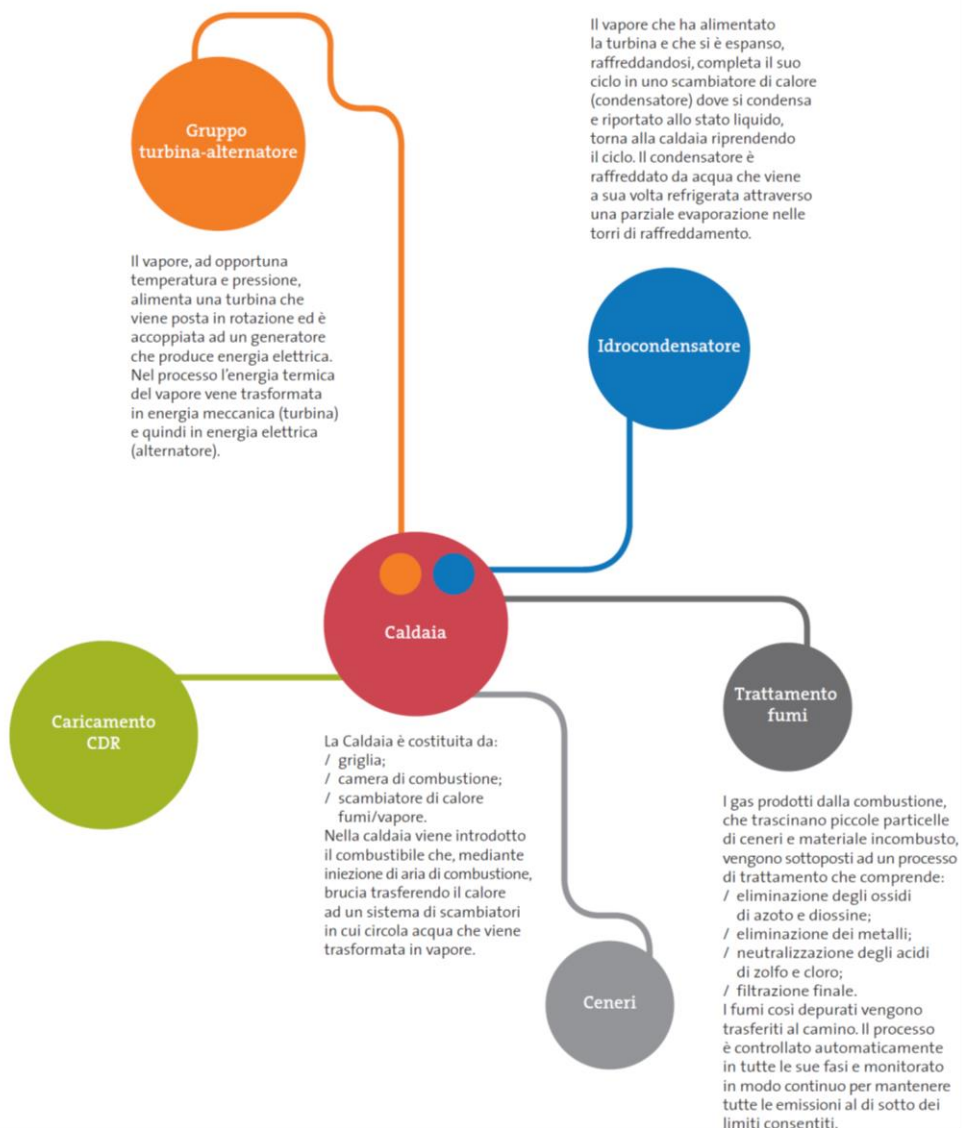 Gruppo
turbina-alternatore
Il vapore, ad opportuna
temperatura e pressione,
alimenta una turbina che
viene posta in rotazione ed è
accoppiata ad un generatore
che produce energia elettrica.
Nel processo l'energia termica
del vapore vene trasformata
in energia meccanica (turbina)
e quindi in energia elettrica
(alternatore).
Il vapore che ha alimentato
la turbina e che si è espanso,
raffreddandosi, completa il suo
ciclo in uno scambiatore di calore
(condensatore) dove si condensa
e riportato allo stato liquido,
torna alla caldaia riprendendo
il ciclo. Il condensatore è
raffreddato da acqua che viene
a sua volta refrigerata attraverso
una parziale evaporazione nelle
torri di raffreddamento.
Idrocondensatore
Caldaia
Caricamento
CDR
La Caldaia è costituita da:
/ griglia;
/ camera di combustione;
/ scambiatore di calore
fumi/vapore.
Nella caldaia viene introdotto
il combustibile che, mediante
iniezione di aria di combustione,
brucia trasferendo il calore
ad un sistema di scambiatori
in cui circola acqua che viene
trasformata in vapore.
Trattamento
fumi
I gas prodotti dalla combustione,
che trascinano piccole particelle
di ceneri e materiale incombusto,
vengono sottoposti ad un processo
di trattamento che comprende:
/ eliminazione degli ossidi
di azoto e diossine;
/ eliminazione dei metalli;
/ neutralizzazione degli acidi
di zolfo e cloro;
/ filtrazione finale.
I fumi così depurati vengono
trasferiti al camino. Il processo
è controllato automaticamente
in tutte le sue fasi e monitorato
in modo continuo per mantenere
tutte le emissioni al di sotto dei
limiti consentiti.
Ceneri